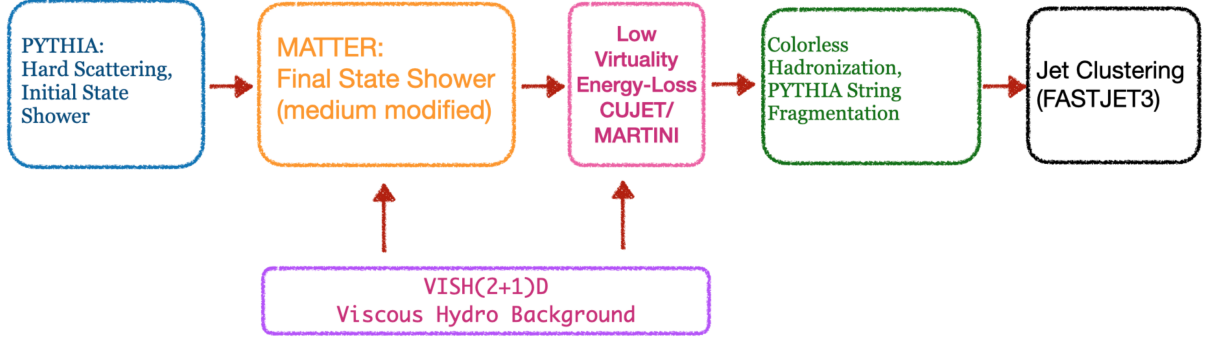 PYTHIA:
Hard Scattering,
Initial State
Shower
MATTER:
Final State Shower
(medium modified)
Low
Virtuality
Energy-Loss
CUJET/
MARTINI
Colorless
Hadronization,
PYTHIA String
Fragmentation
Jet Clustering
(FASTJET3)
VISH(2+1)D
Viscous Hydro Background